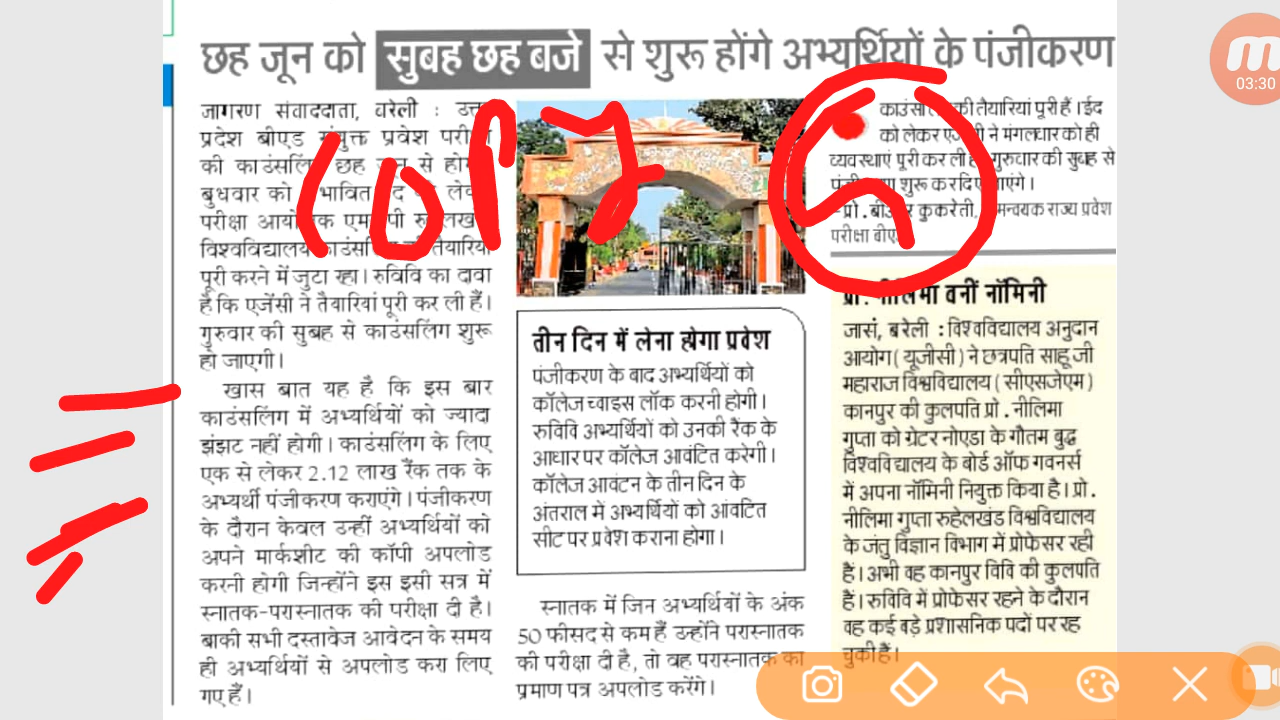 छह जून को सुबह छह बजे से शुरू होंगे अभ्यर्थियों के पंजीकरण
जागरण संवाददाता, बरेली : उत्तर
प्रदेश बीएड संयुक्त प्रवेश
की काउंसलिंग छह से
बुधवार को
परीक्षा
विश्वविद्यालय तैयारियां
पूरी करने में जुटा रहा। रुविवि का दावा
है कि एजेंसी ने तैयारियां पूरी कर ली हैं।
गुरुवार की सुबह से काउंसलिंग शुरू
हो जाएगी।
खास बात यह है कि इस बार
काउंसलिंग में अभ्यर्थियों को ज्यादा
झंझट नहीं होगी। काउंसलिंग के लिए
एक से लेकर 2.12 लाख रैंक तक के
अभ्यर्थी पंजीकरण कराएंगे। पंजीकरण
के दौरान केवल उन्हीं अभ्यर्थियों को
अपने मार्कशीट की कॉपी अपलोड
करनी होगी जिन्होंने इस इसी सत्र में
स्नातक-परास्नातक की परीक्षा दी है।
बाकी सभी दस्तावेज आवेदन के समय
ही अभ्यर्थियों से अपलोड करा लिए
गए हैं।
copy
तीन दिन में लेना होगा प्रवेश
पंजीकरण के बाद अभ्यर्थियों को
कॉलेज च्वाइस लॉक करनी होगी।
रुविवि अभ्यर्थियों को उनकी रैंक के
आधार पर कॉलेज आवंटित करेगी।
कॉलेज आवंटन के तीन दिन के
अंतराल में अभ्यर्थियों को आंवटित
सीट पर प्रवेश कराना होगा।
स्नातक में जिन अभ्यर्थियों के अंक
50 फीसद से कम हैं उन्होंने परास्नातक
की परीक्षा दी है, तो वह परास्नातक का
प्रमाण पत्र अपलोड करेंगे।
की तैयारियां पूरी हैं। ईद
को लेकर ने मंगलवार को ही
व्यवस्थाएं पूरी कर ली गुरुवार की सुबह से
शुरू कर दिए जाएंगे।
-प्रो. कुकरेती, समन्वयक राज्य प्रवेश
परीक्षा
प्रो. नीलिमा बनीं नॉमिनी
जासं, बरेली : विश्वविद्यालय अनुदान
आयोग (यूजीसी) ने छत्रपति साहू जी
महाराज विश्वविद्यालय (सीएसजेएम)
कानपुर की कुलपति प्रो. नीलिमा
गुप्ता को ग्रेटर नोएडा के गौतम बुद्ध
विश्वविद्यालय के बोर्ड ऑफ गवनर्स
में अपना नॉमिनी नियुक्त किया है। प्रो.
नीलिमा गुप्ता रुहेलखंड विश्वविद्यालय
के जंतु विज्ञान विभाग में प्रोफेसर रही
हैं। अभी वह कानपुर विवि की कुलपति
हैं। रुविवि में प्रोफेसर रहने के दौरान
वह कई बड़े प्रशासनिक पदों पर रह
चुकी हैं।
03:30